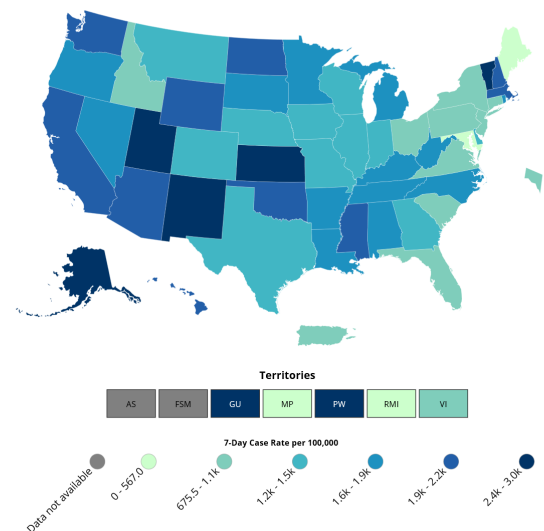 Territories
AS FSM GU MP PW RMI VI
7-Day Case Rate per 100,000
Data not available
0 - 567.0
675.5 - 1.1k
1.2k - 1.5k
1.6k - 1.9k
1.9k - 2.2k
2.4k - 3.0k